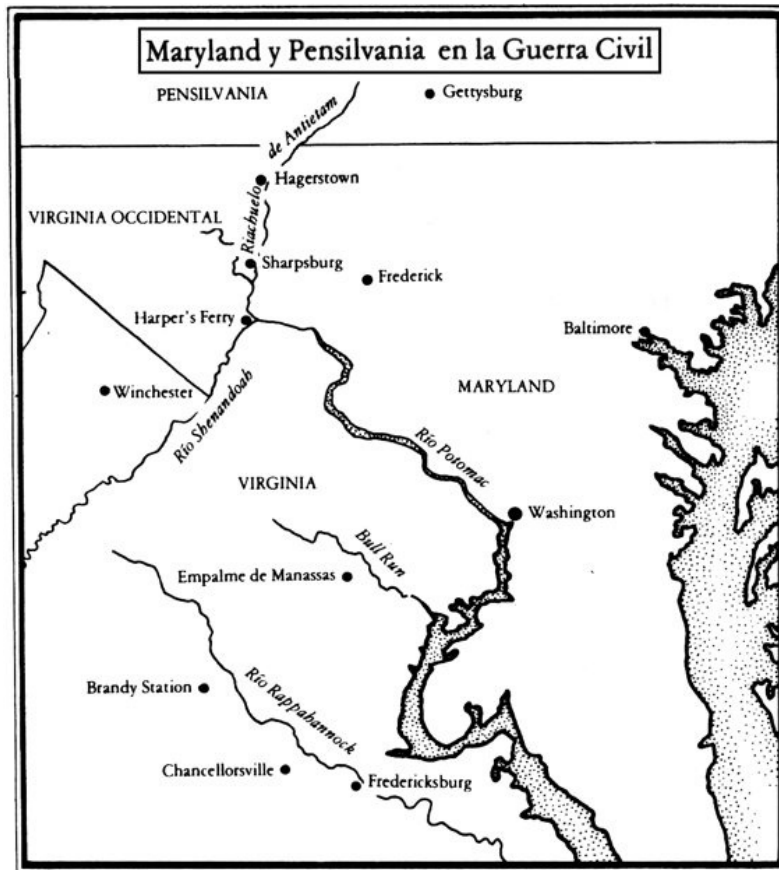 Maryland y Pensilvania en la Guerra Civil
PENSILVANIA
Gettysburg
Riachuelo de Antietam
Hagerstown
VIRGINIA OCCIDENTAL
Sharpsburg
Frederick
Harper's Ferry
Baltimore
Winchester
MARYLAND
Río Shenandoah
Río Potomac
VIRGINIA
Washington
Bull Run
Empalme de Manassas
Brandy Station
Río Rappahannock
Chancellorsville
Fredericksburg